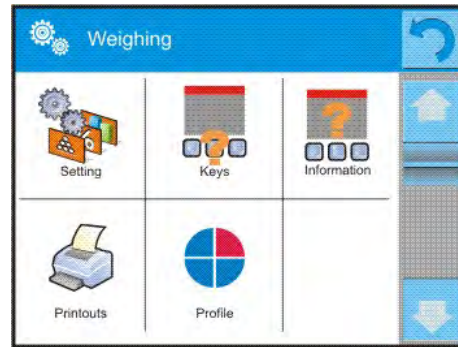 Weighing
Setting
Keys
Information
Printouts
Profile